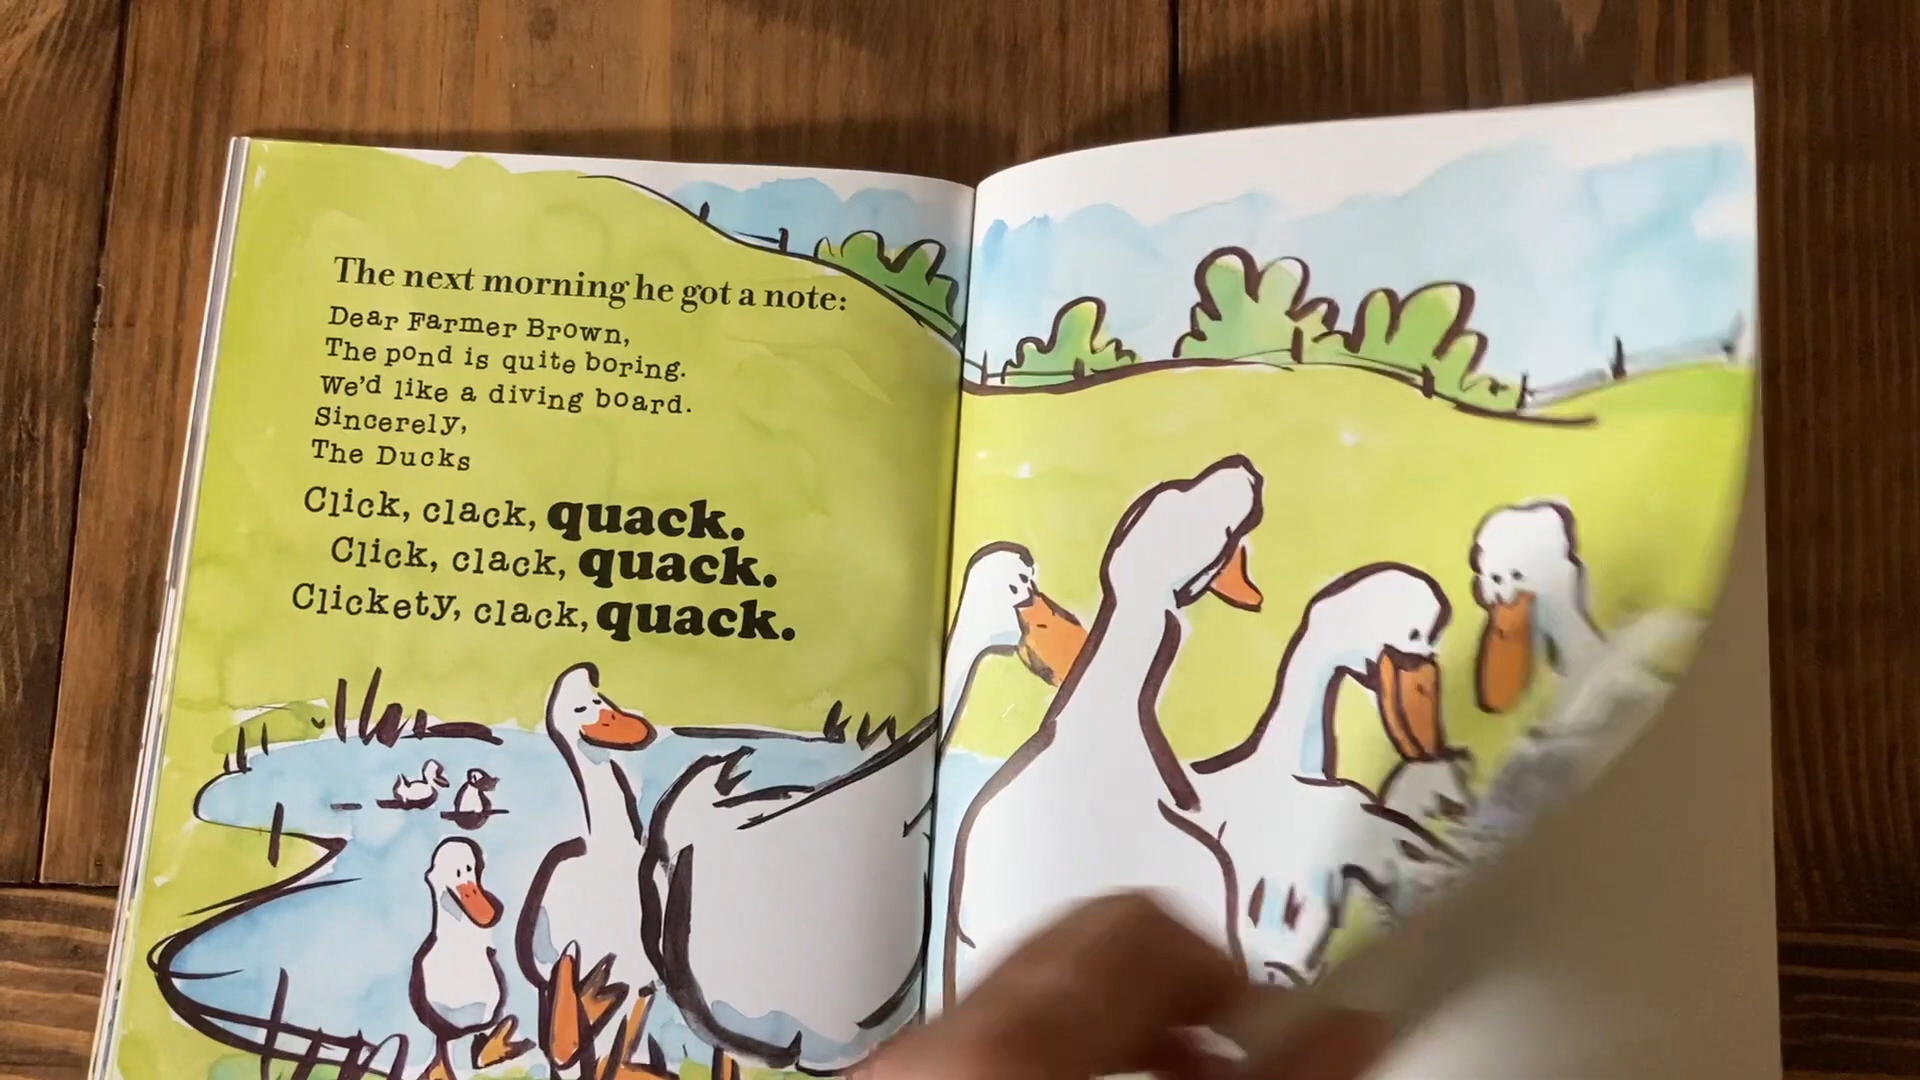 The next morning he got a note:
Dear Farmer Brown,
The pond is quite boring.
We'd like a diving board.
Sincerely,
The Ducks
Click, clack, quack.
Click, clack, quack.
Clickety, clack, quack.